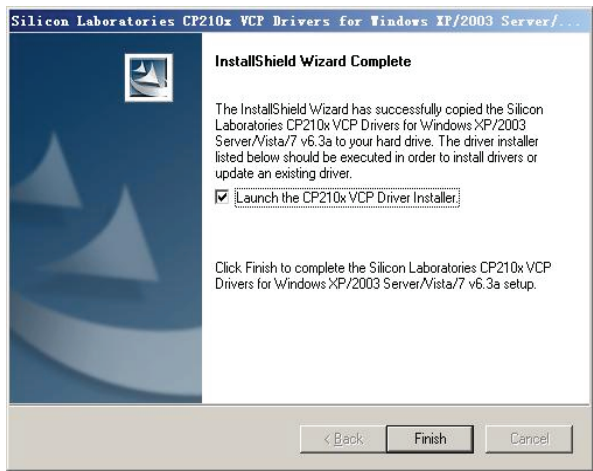 Silicon Laboratories CP210x VCP Drivers for Windows XP/2003 Server/...
InstallShield Wizard Complete
The InstallShield Wizard has successfully copied the Silicon
Laboratories CP210x VCP Drivers for Windows XP/2003
Server/Vista/7 v6.3a to your hard drive. The driver installer
listed below should be executed in order to install drivers or
update an existing driver.
Launch the CP210x VCP Driver Installer.
Click Finish to complete the Silicon Laboratories CP210x VCP
Drivers for Windows XP/2003 Server/Vista/7 v6.3a setup.
< Back
Finish
Cancel